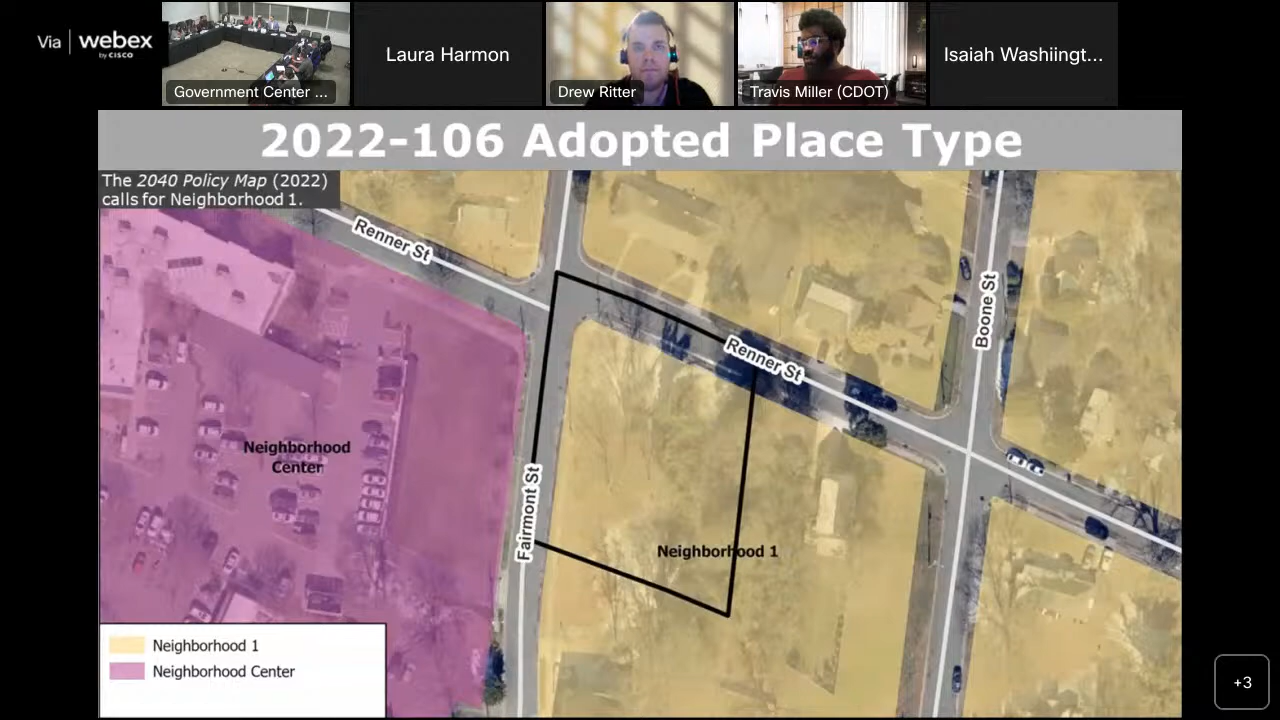 Via webex
by CISCO
Government Center ...
Laura Harmon
Drew Ritter
Travis Miller (CDOT)
Isaiah Washiingt...
2022-106 Adopted Place Type
The 2040 Policy Map (2022)
calls for Neighborhood 1.
Renner St
Boone St
Renner St
Neighborhood
Center
Fairmont St
Neighborhood 1
Neighborhood 1
Neighborhood Center
+3